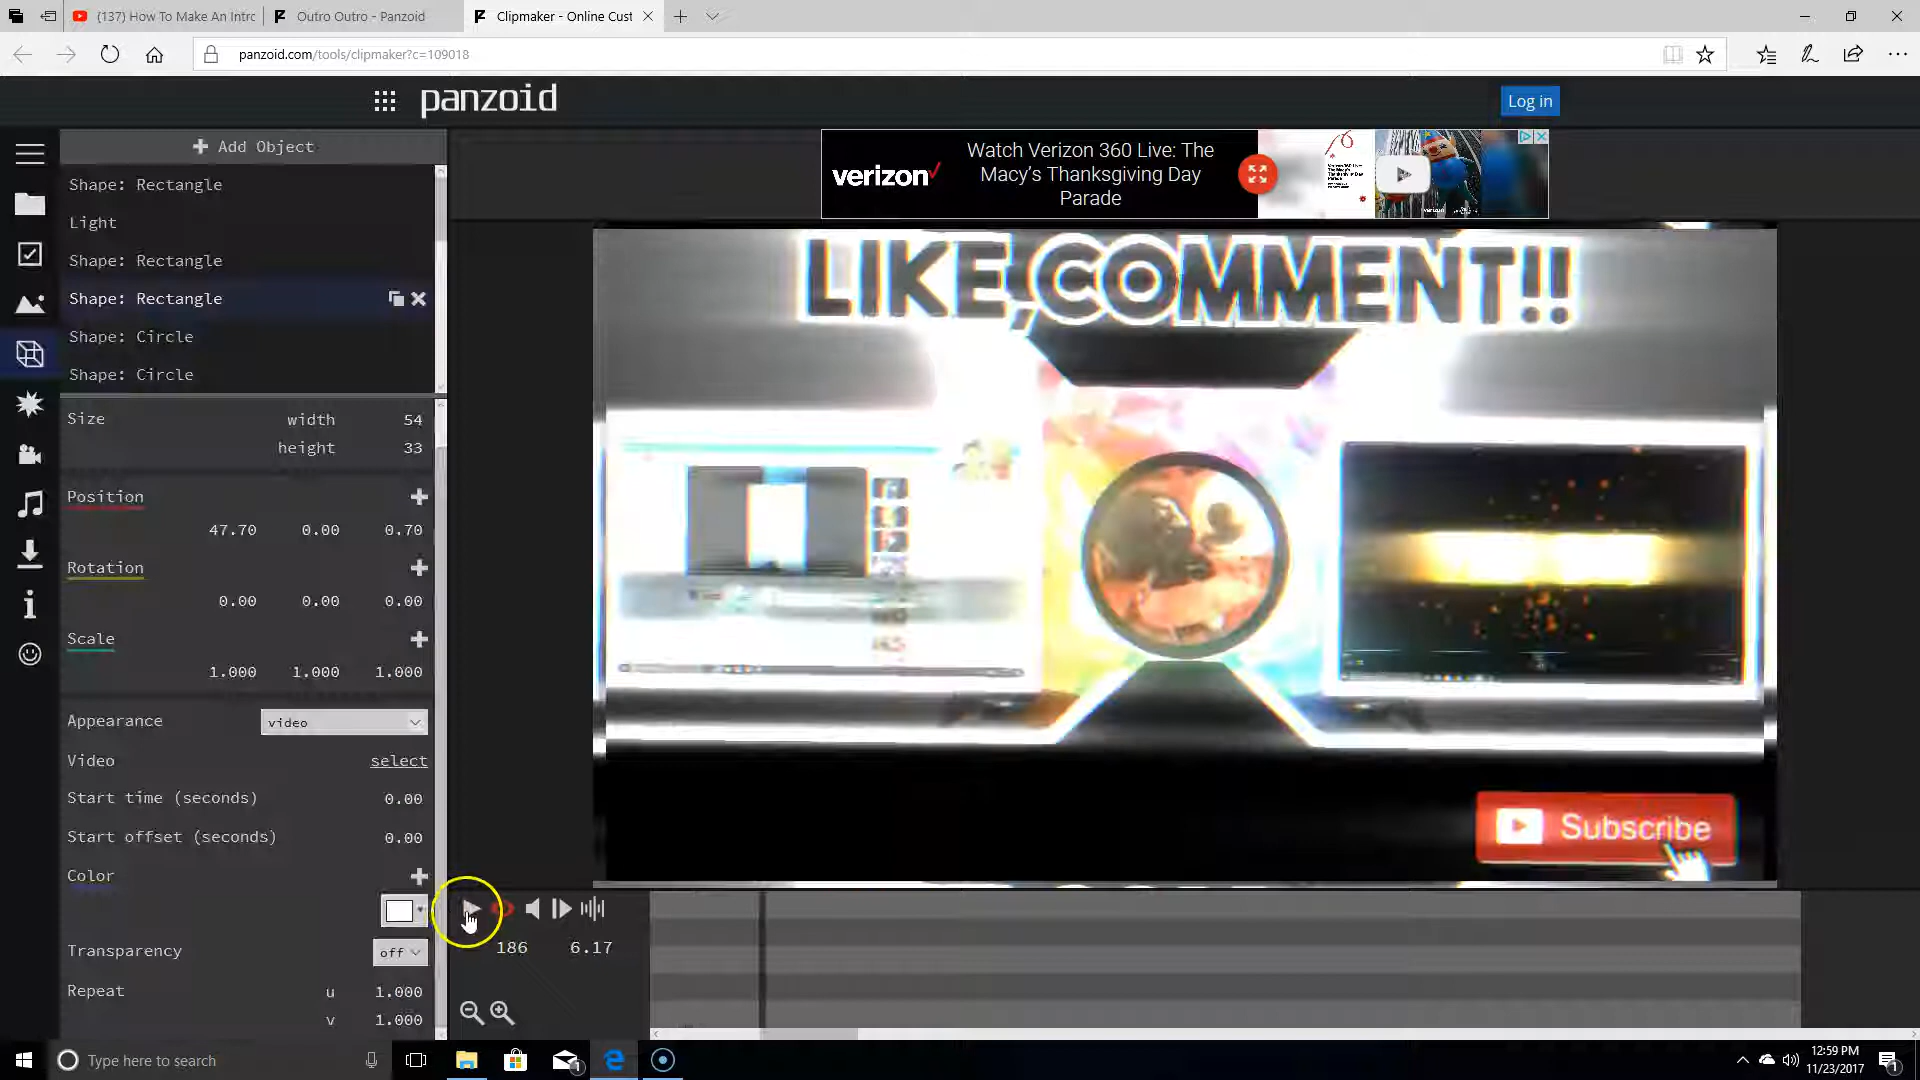 (137) How To Make An Intro
Outro Outro - Panzoid
Clipmaker - Online Cust
panzoid.com/tools/clipmaker?c=109018
panzoid
Log in
Add Object
Shape: Rectangle
Light
Shape: Rectangle
Shape: Rectangle
Shape: Circle
Shape: Circle
verizon
Watch Verizon 360 Live: The
Macy's Thanksgiving Day
Parade
LIKE,COMMENT!!
Size width 54
height 33
Position
47.70 0.00 0.70
Rotation
0.00 0.00 0.00
Scale
1.000 1.000 1.000
Appearance video
Video select
Start time (seconds) 0.00
Start offset (seconds) 0.00
Color
Transparency off
Repeat u 1.000
v 1.000
Subscribe
186 6.17
Type here to search
1
12:59 PM
11/23/2017
1